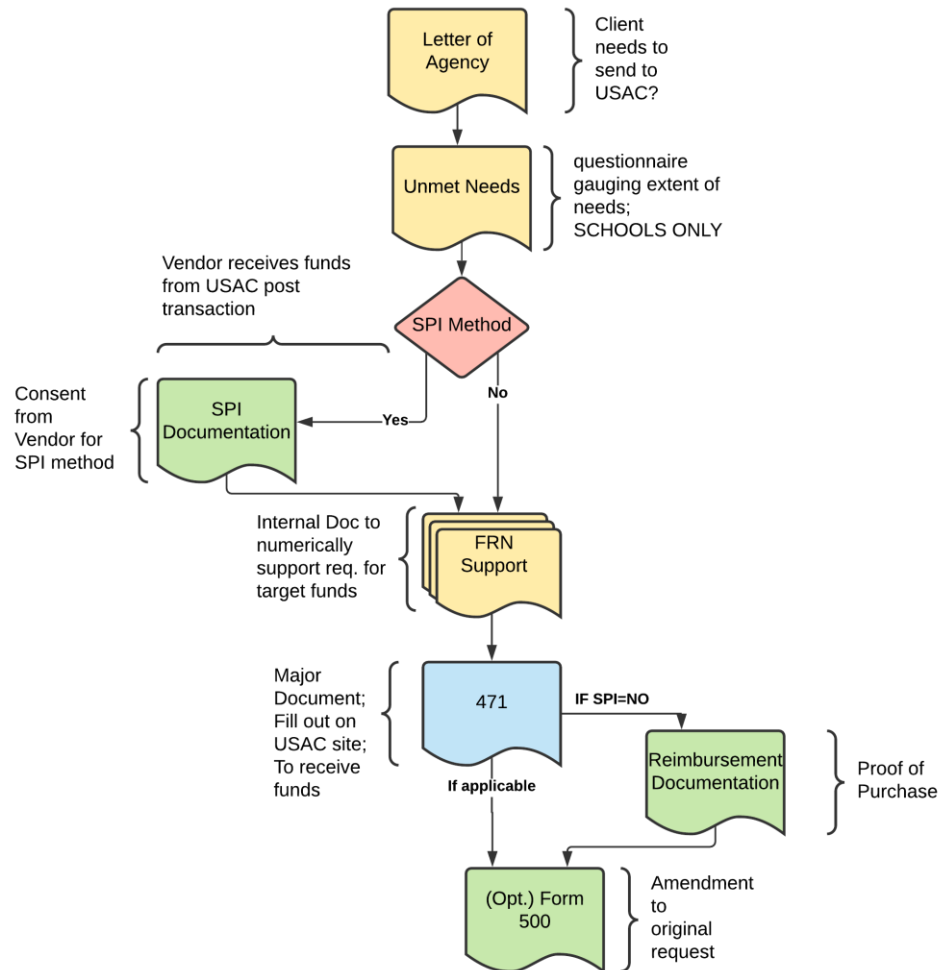 Letter of
Agency
Client
needs to
send to
USAC?
Unmet Needs
questionnaire
gauging extent of
needs;
SCHOOLS ONLY
Vendor receives funds
from USAC post
transaction
SPI Method
Consent
from
Vendor for
SPI method
SPI
Documentation
Yes
No
Internal Doc to
numerically
support req. for
target funds
FRN
Support
Major
Document;
Fill out on
USAC site;
To receive
funds
471
IF SPI=NO
If applicable
Reimbursement
Documentation
Proof of
Purchase
(Opt.) Form
500
Amendment
to
original
request